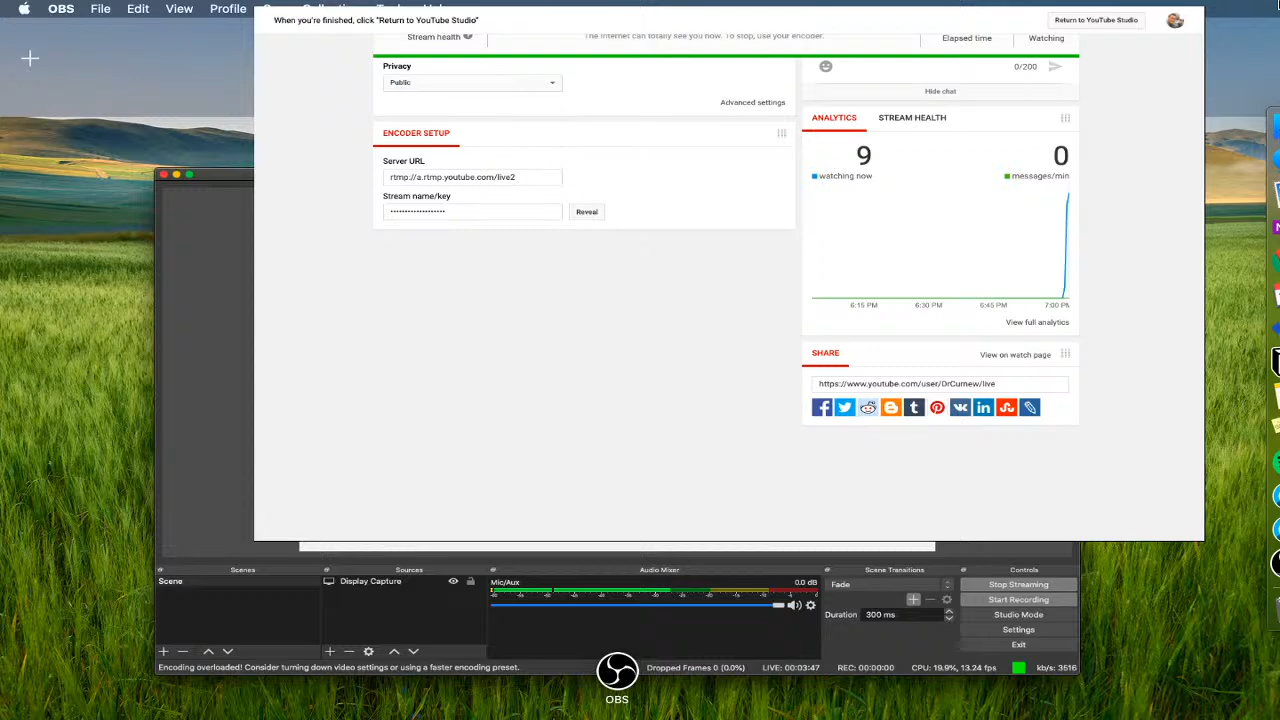 OBS File Edit View Profile
When you're finished, click "Return to YouTube Studio"
Return to YouTube Studio
Stream health
The Internet can totally see you now. To stop, use your encoder.
Elapsed time
Watching
Privacy
Public
Advanced settings
0/200
Hide chat
ENCODER SETUP
Server URL
rtmp://a.rtmp.youtube.com/live2
Stream name/key
Reveal
ANALYTICS STREAM HEALTH
9
watching now
0
messages/min
6:15 PM 6:30 PM 6:45 PM 7:00 PM
View full analytics
SHARE
View on watch page
https://www.youtube.com/user/DrCurnew/live
Scenes
Sources
Audio Mixer
Scene Transitions
Controls
Scene
Display Capture
Mic/Aux
0.0 dB
Fade
Duration 300 ms
Stop Streaming
Start Recording
Studio Mode
Settings
Exit
Encoding overloaded! Consider turning down video settings or using a faster encoding preset.
Dropped Frames 0 (0.0%)
LIVE: 00:03:47
REC: 00:00:00
CPU: 19.9%, 13.24 fps
kb/s: 3516
OBS